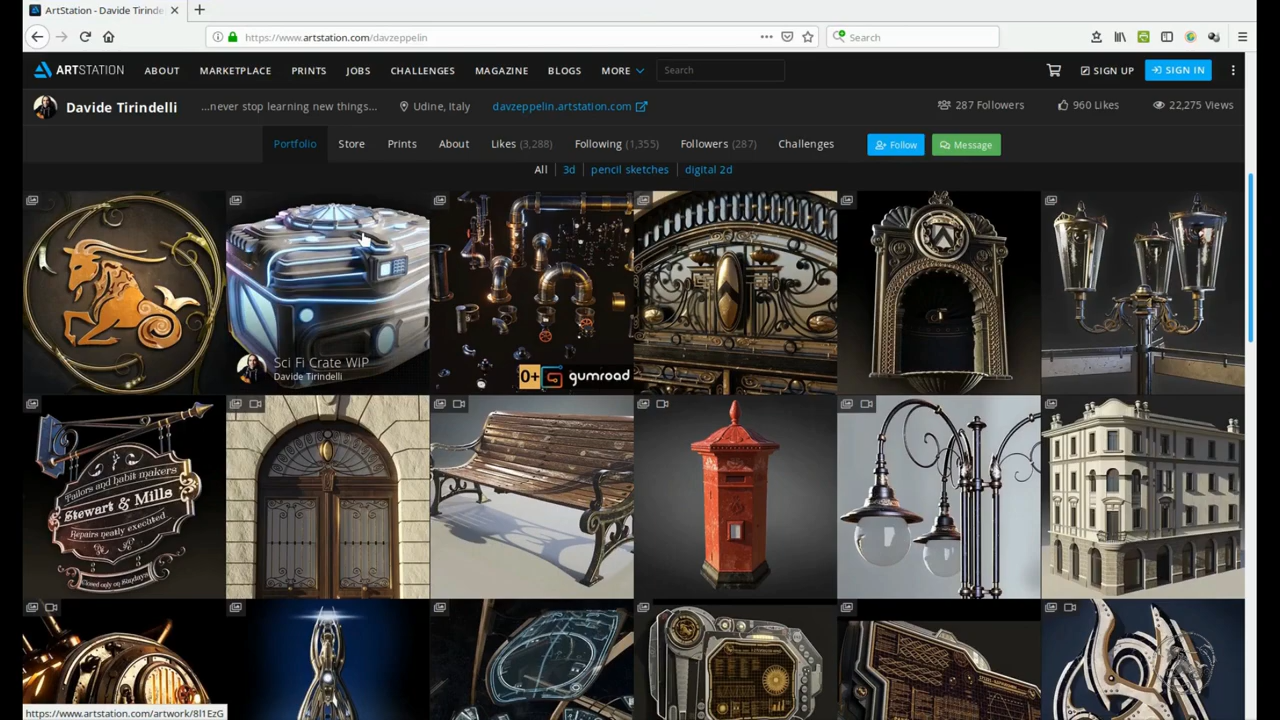 ArtStation - Davide Tirinde
https://www.artstation.com/davzeppelin
Search
ARTSTATION
ABOUT
MARKETPLACE
PRINTS
JOBS
CHALLENGES
MAGAZINE
BLOGS
MORE
Search
SIGN UP
SIGN IN
Davide Tirindelli
...never stop learning new things...
Udine, Italy
davzeppelin.artstation.com
287 Followers
960 Likes
22,275 Views
Portfolio
Store
Prints
About
Likes (3,288)
Following (1,355)
Followers (287)
Challenges
Follow
Message
All
3d
pencil sketches
digital 2d
Sci Fi Crate WIP
Davide Tirindelli
0+
G
gumroad
Tailors and habit makers
Stewart & Mills
Repairs neatly executed
Closed only on Sundays
https://www.artstation.com/artwork/8l1EzG